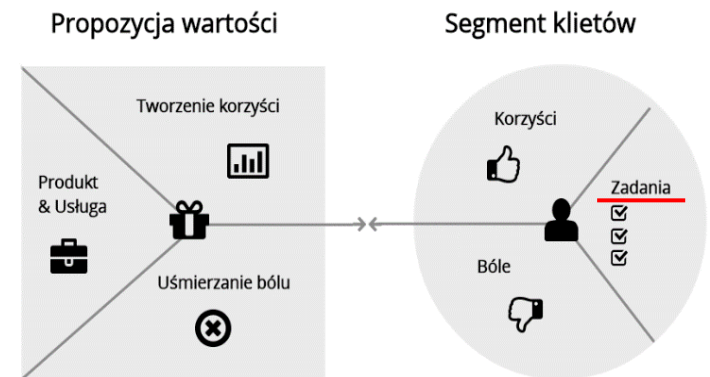 Propozycja wartości
Segment klietów
Tworzenie korzyści
Produkt
& Usługa
Uśmierzanie bólu
Korzyści
Zadania
Bóle